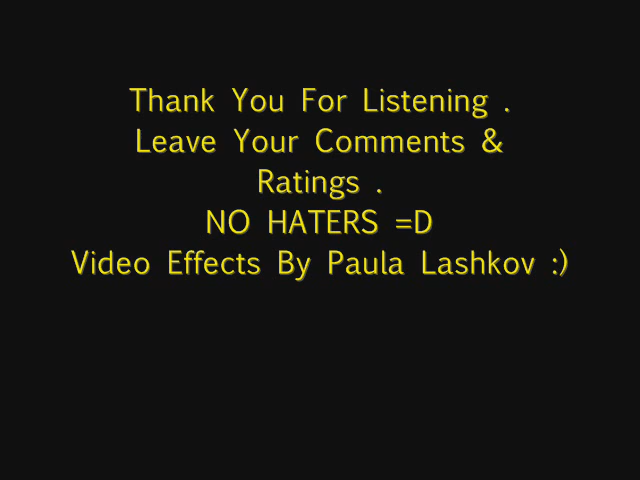 Thank You For Listening .
Leave Your Comments &
Ratings .
NO HATERS =D
Video Effects By Paula Lashkov :)